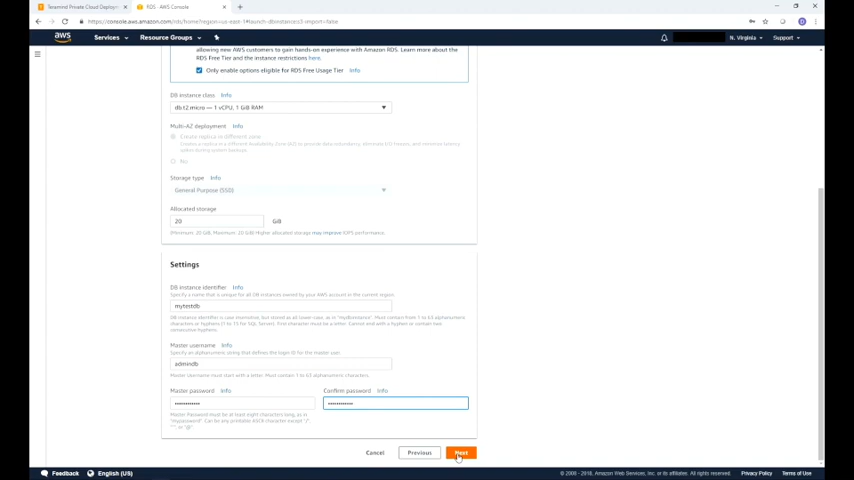 Teramind Private Cloud Deploym
RDS · AWS Console
https://console.aws.amazon.com/rds/home?region=us-east-1#launch-dbinstance:s3-import=false
aws Services Resource Groups N. Virginia Support
allowing new AWS customers to gain hands-on experience with Amazon RDS. Learn more about the
RDS Free Tier and the instance restrictions here.
Only enable options eligible for RDS Free Usage Tier Info
DB instance class Info
db.t2.micro — 1 vCPU, 1 GiB RAM
Multi-AZ deployment Info
Create replica in different zone
Creates a replica in a different Availability Zone (AZ) to provide data redundancy, eliminate I/O freezes, and minimize latency
spikes during system backups.
No
Storage type Info
General Purpose (SSD)
Allocated storage
20 GiB
(Minimum: 20 GiB, Maximum: 20 GiB) Higher allocated storage may improve IOPS performance.
Settings
DB instance identifier Info
Specify a name that is unique for all DB instances owned by your AWS account in the current region.
mytestdb
DB instance identifier is case insensitive, but stored as all lower-case, as in "mydbinstance". Must contain from 1 to 63 alphanumeric
characters or hyphens (1 to 15 for SQL Server). First character must be a letter. Cannot end with a hyphen or contain two
consecutive hyphens.
Master username Info
Specify an alphanumeric string that defines the login ID for the master user.
admindb
Master Username must start with a letter. Must contain 1 to 63 alphanumeric characters.
Master password Info Confirm password Info
Master Password must be at least eight characters long, as in
"mypassword". Can be any printable ASCII character except "/",
""", or "@".
Cancel Previous Next
Feedback English (US) © 2008 - 2018, Amazon Web Services, Inc. or its affiliates. All rights reserved. Privacy Policy Terms of Use